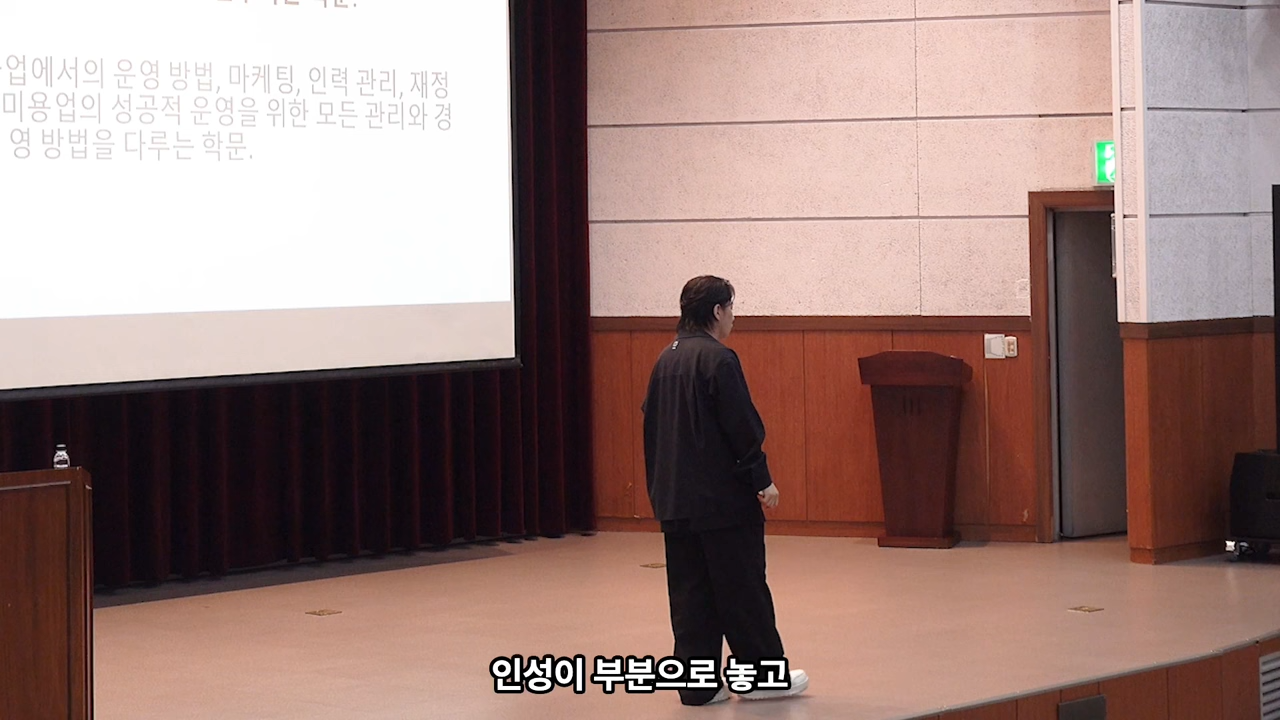 학문.
업에서의 운영 방법, 마케팅, 인력 관리, 재정
미용업의 성공적 운영을 위한 모든 관리와 경
영 방법을 다루는 학문.
인성이 부분으로 놓고